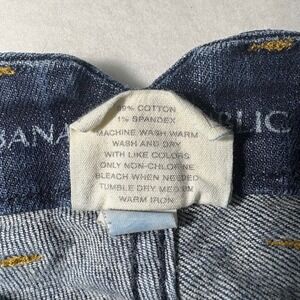 BANA
BLIC
99% COTTON
1% SPANDEX
MACHINE WASH WARM
WASH AND DRY
WITH LIKE COLORS
ONLY NON-CHLORINE
BLEACH WHEN NEEDED
TUMBLE DRY MEDIUM
WARM IRON